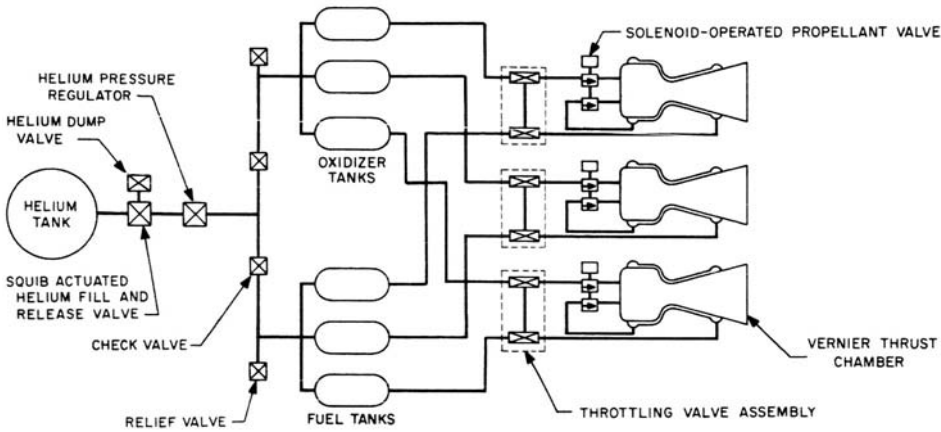 SOLENOID-OPERATED PROPELLANT VALVE
HELIUM PRESSURE
REGULATOR
HELIUM DUMP
VALVE
OXIDIZER
TANKS
HELIUM
TANK
SQUIB ACTUATED
HELIUM FILL AND
RELEASE VALVE
CHECK VALVE
VERNIER THRUST
CHAMBER
RELIEF VALVE
FUEL TANKS
THROTTLING VALVE ASSEMBLY